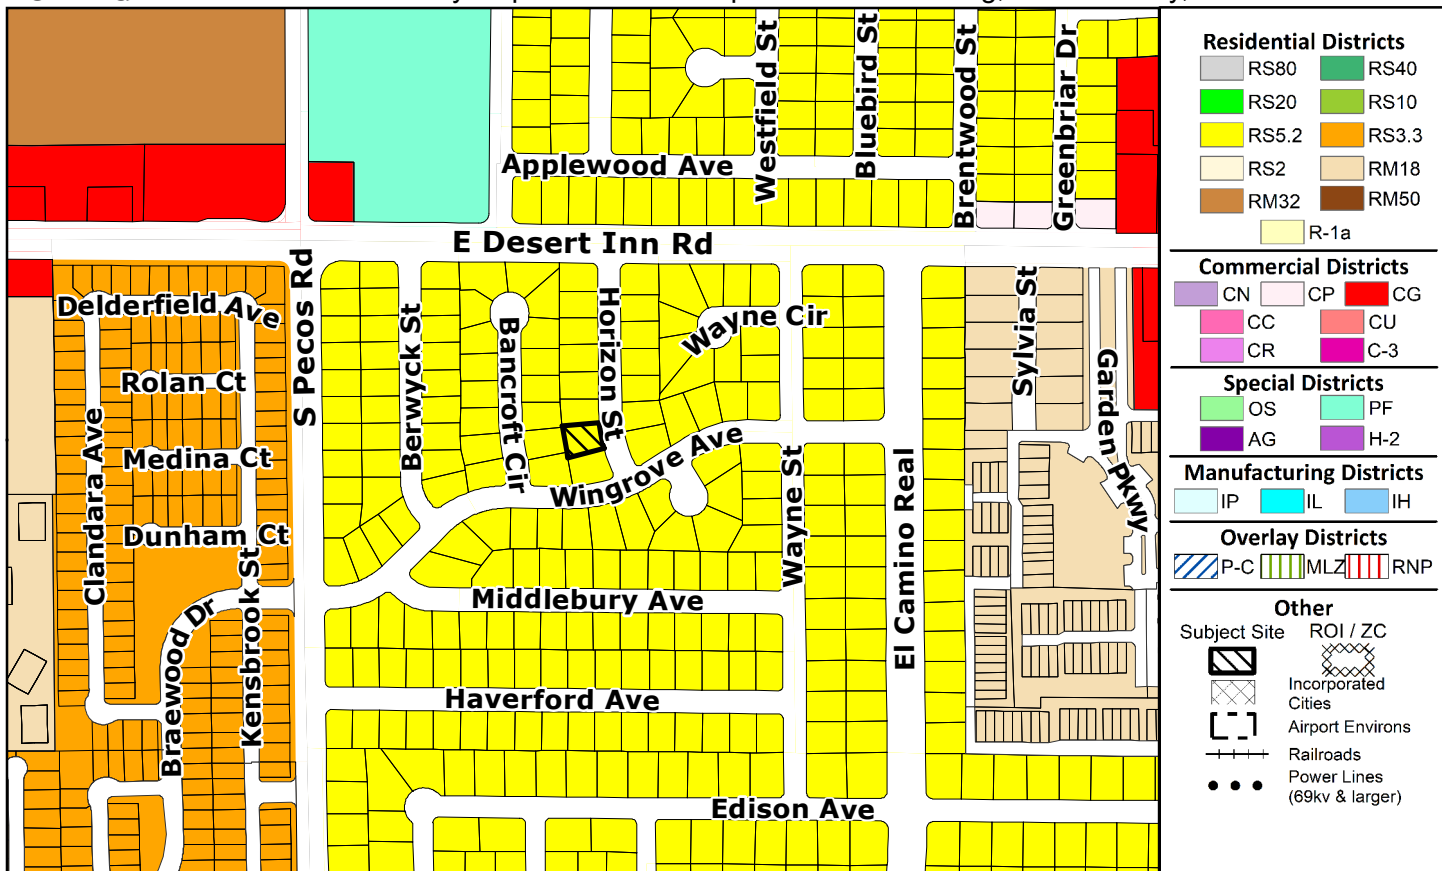 Westfield St
Bluebird St
Brentwood St
Greenbriar Dr
Applewood Ave
E Desert Inn Rd
S Pecos Rd
Delderfield Ave
Rolan Ct
Medina Ct
Dunham Ct
Clandara Ave
Braewood Dr
Kensbrook St
Berwyck St
Bancroft Cir
Horizon St
Wayne Cir
Wingrove Ave
Wayne St
El Camino Real
Sylvia St
Garden Pkwy
Middlebury Ave
Haverford Ave
Edison Ave
Residential Districts
RS80 RS40
RS20 RS10
RS5.2 RS3.3
RS2 RM18
RM32 RM50
R-1a
Commercial Districts
CN CP CG
CC CU
CR C-3
Special Districts
OS PF
AG H-2
Manufacturing Districts
IP IL IH
Overlay Districts
P-C MLZ RNP
Other
Subject Site ROI / ZC
Incorporated
Cities
Airport Environs
Railroads
Power Lines
(69kv & larger)